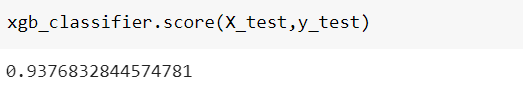 xgb_classifier.score(X_test,y_test)
0.9376832844574781